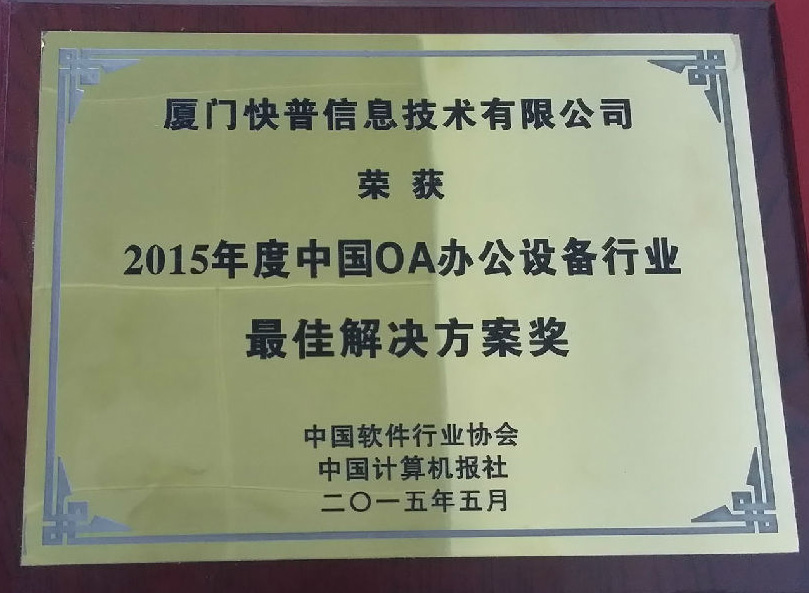 厦门快普信息技术有限公司
荣 获
2015年度中国OA办公设备行业
最佳解决方案奖
中国软件行业协会
中国计算机报社
二〇一五年五月